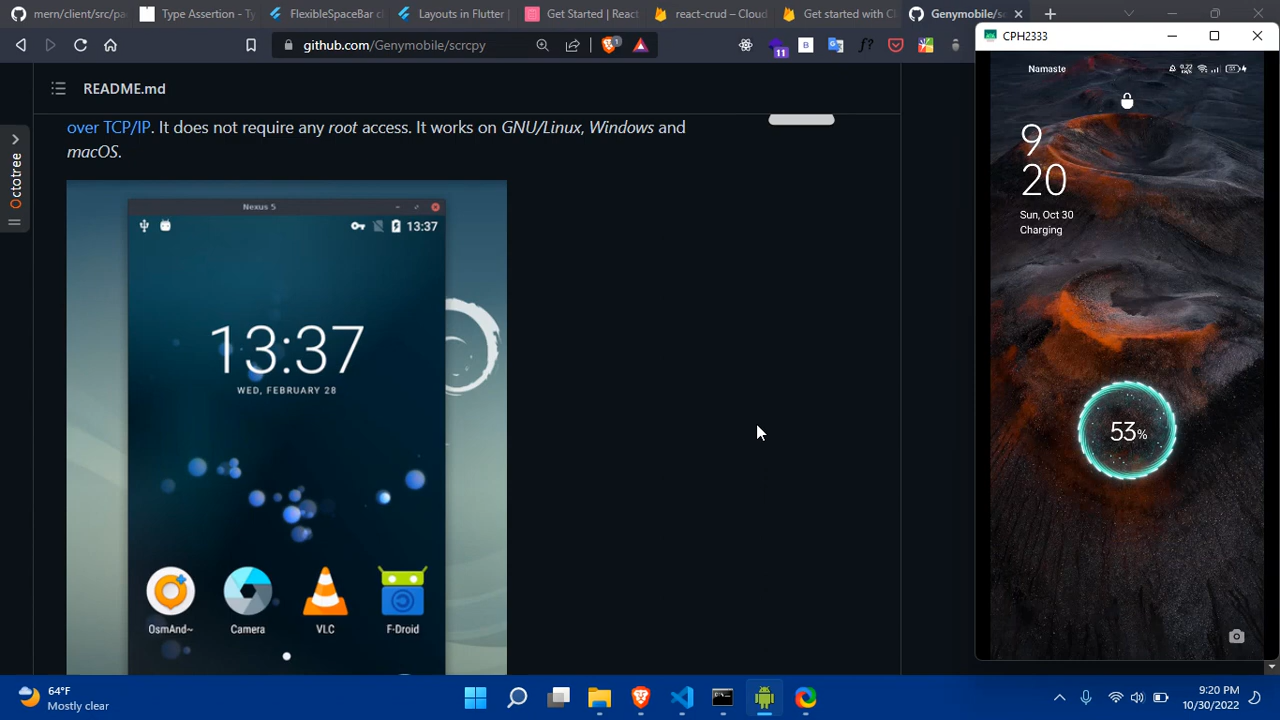 mern/client/src/pa
Type Assertion - Ty
FlexibleSpaceBar cl
Layouts in Flutter |
Get Started | React
react-crud – Cloud
Get started with Cl
Genymobile/sc
github.com/Genymobile/scrcpy
1
11
B
f?
CPH2333
README.md
over TCP/IP. It does not require any root access. It works on GNU/Linux, Windows and
macOS.
Octotree
Nexus 5
13:37
13:37
WED, FEBRUARY 28
OsmAnd~
Camera
VLC
F-Droid
Namaste
9
20
Sun, Oct 30
Charging
53%
64°F
Mostly clear
9:20 PM
10/30/2022